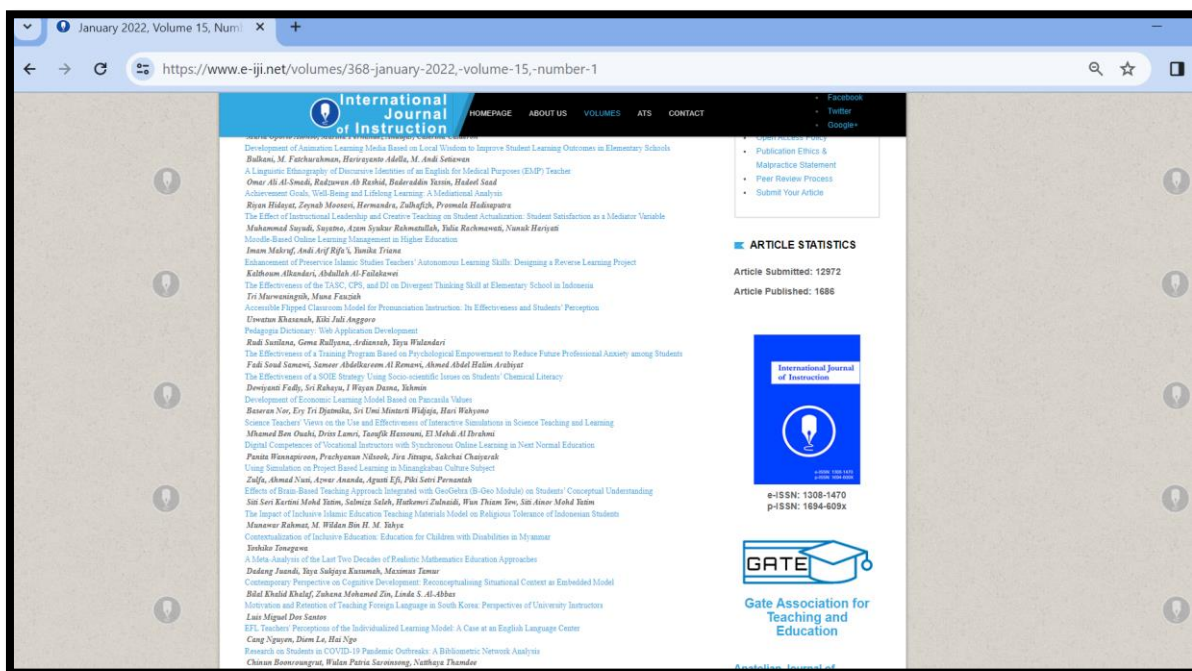 January 2022, Volume 15, Num
https://www.e-iji.net/volumes/368-january-2022,-volume-15,-number-1
International
Journal
of Instruction
HOMEPAGE ABOUT US VOLUMES ATS CONTACT
Facebook
Twitter
Google+
Development of Animation Learning Media Based on Local Wisdom to Improve Student Learning Outcomes in Elementary Schools
Bulkani, M. Fatchurahman, Harirayanto Adella, M. Andi Setiawan
A Linguistic Ethnography of Discursive Identities of an English for Medical Purposes (EMP) Teacher
Omar Ali Al-Smadi, Radzuwan Ab Rashid, Baderaddin Yassin, Hadeel Saad
Achievement Goals, Well-Being and Lifelong Learning: A Mediational Analysis
Riyan Hidayat, Zeynab Moosavi, Hermandra, Zulhafizh, Prosmala Hadisaputra
The Effect of Instructional Leadership and Creative Teaching on Student Actualization: Student Satisfaction as a Mediator Variable
Muhammad Suyudi, Suyatno, Azam Syukur Rahmatullah, Yulia Rachmawati, Nunuk Hariyati
Moodle-Based Online Learning Management in Higher Education
Imam Makruf, Andi Arif Rifa'i, Yunika Triana
Enhancement of Preservice Islamic Studies Teachers' Autonomous Learning Skills: Designing a Reverse Learning Project
Kalthoum Alkandari, Abdullah Al-Failakawei
The Effectiveness of the TASC, CPS, and DI on Divergent Thinking Skill at Elementary School in Indonesia
Tri Murwaningsih, Muna Fauziah
Accessible Flipped Classroom Model for Pronunciation Instruction: Its Effectiveness and Students' Perception
Uswatun Khasanah, Kiki Juli Anggoro
Pedagogia Dictionary: Web Application Development
Rudi Susilana, Gema Rullyana, Ardiansah, Yayu Wulandari
The Effectiveness of a Training Program Based on Psychological Empowerment to Reduce Future Professional Anxiety among Students
Fadi Soud Samawi, Sameer Abdelkareem Al Remawi, Ahmed Abdel Halim Arabiyat
The Effectiveness of a SOIE Strategy Using Socio-scientific Issues on Students' Chemical Literacy
Dewiyanti Fadly, Sri Rahayu, I Wayan Dasna, Yahmin
Development of Economic Learning Model Based on Pancasila Values
Baseran Nor, Ery Tri Djatmika, Sri Umi Mintarti Widjaja, Hari Wahyono
Science Teachers' Views on the Use and Effectiveness of Interactive Simulations in Science Teaching and Learning
Mhamed Ben Ouahi, Driss Lamri, Taoufik Hassouni, El Mehdi Al Ibrahmi
Digital Competences of Vocational Instructors with Synchronous Online Learning in Next Normal Education
Panita Wannapiroon, Prachyanun Nilsook, Jira Jitsupa, Sakchai Chaiyarak
Using Simulation on Project Based Learning in Minangkabau Culture Subject
Zulfa, Ahmad Nusi, Azwar Ananda, Agusti Efi, Piki Setri Pernantah
Effects of Brain-Based Teaching Approach Integrated with GeoGebra (B-Geo Module) on Students' Conceptual Understanding
Siti Seri Kartini Mohd Yatim, Salmiza Saleh, Hutkemri Zulnaidi, Wun Thiam Yew, Siti Ainor Mohd Yatim
The Impact of Inclusive Islamic Education Teaching Materials Model on Religious Tolerance of Indonesian Students
Munawar Rahmat, M. Wildan Bin H. M. Yahya
Contextualization of Inclusive Education: Education for Children with Disabilities in Myanmar
Yoshiko Tonegawa
A Meta-Analysis of the Last Two Decades of Realistic Mathematics Education Approaches
Dadang Juandi, Yaya Sukjaya Kusumah, Maximus Tamur
Contemporary Perspective on Cognitive Development: Reconceptualising Situational Context as Embedded Model
Bilal Khalid Khalaf, Zuhana Mohamed Zin, Linda S. Al-Abbas
Motivation and Retention of Teaching Foreign Language in South Korea: Perspectives of University Instructors
Luis Miguel Dos Santos
EFL Teachers' Perceptions of the Individualized Learning Model: A Case at an English Language Center
Cang Nguyen, Diem Le, Hai Ngo
Research on Students in COVID-19 Pandemic Outbreaks: A Bibliometric Network Analysis
Chinun Boonroungrut, Wulan Patria Saroinsong, Natthaya Thamdee
Open Access Policy
Publication Ethics &
Malpractice Statement
Peer Review Process
Submit Your Article
ARTICLE STATISTICS
Article Submitted: 12972
Article Published: 1686
International Journal
of Instruction
e-ISSN: 1308-1470
p-ISSN: 1694-609X
e-ISSN: 1308-1470
p-ISSN: 1694-609x
GATE
Gate Association for
Teaching and
Education
Anatolian Journal of